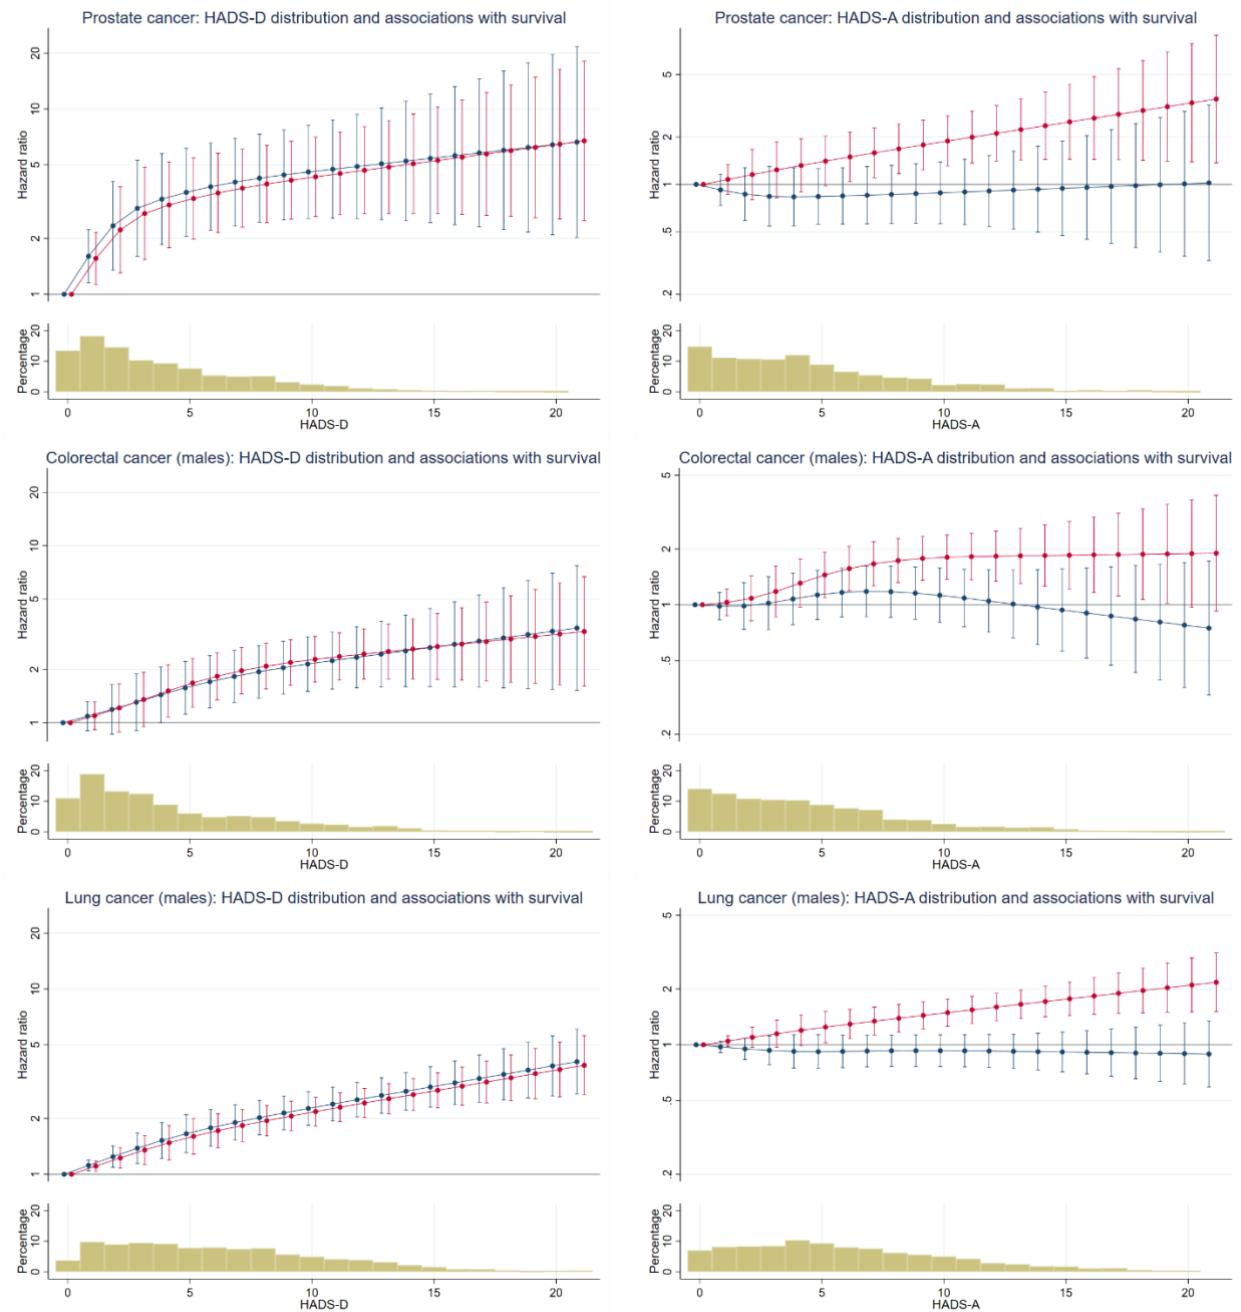 Prostate cancer: HADS-D distribution and associations with survival
Hazard ratio
20
10
5
2
1
Percentage
20
10
0
0 5 10 15 20
HADS-D
Prostate cancer: HADS-A distribution and associations with survival
Hazard ratio
5
2
1
.5
.2
Percentage
20
10
0
0 5 10 15 20
HADS-A
Colorectal cancer (males): HADS-D distribution and associations with survival
Hazard ratio
20
10
5
2
1
Percentage
20
10
0
0 5 10 15 20
HADS-D
Colorectal cancer (males): HADS-A distribution and associations with survival
Hazard ratio
5
2
1
.5
.2
Percentage
20
10
0
0 5 10 15 20
HADS-A
Lung cancer (males): HADS-D distribution and associations with survival
Hazard ratio
20
10
5
2
1
Percentage
20
10
0
0 5 10 15 20
HADS-D
Lung cancer (males): HADS-A distribution and associations with survival
Hazard ratio
5
2
1
.5
.2
Percentage
20
10
0
0 5 10 15 20
HADS-A